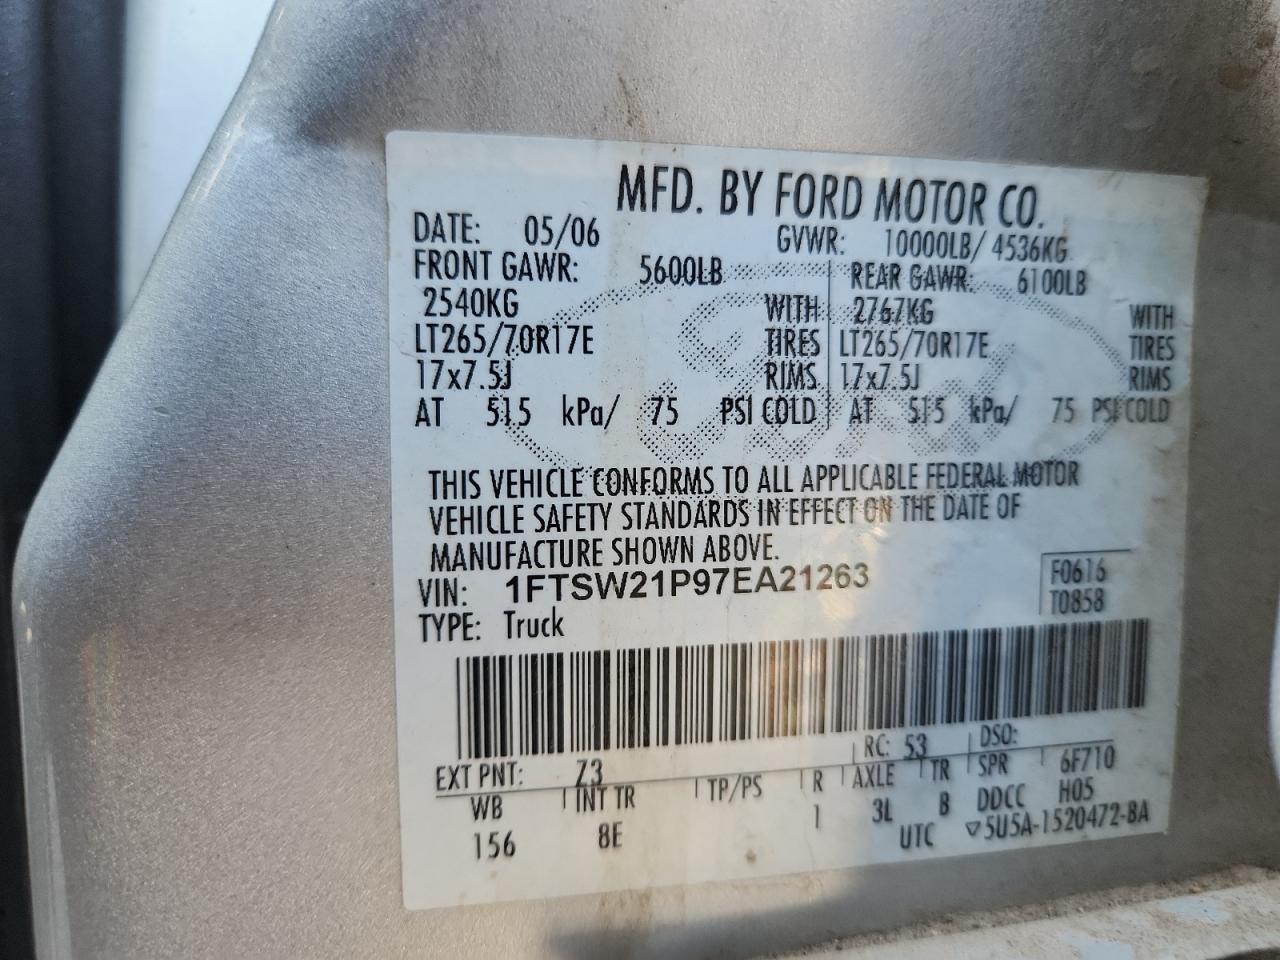 MFD. BY FORD MOTOR CO.
DATE: 05/06 GVWR: 10000LB/ 4536KG
FRONT GAWR: 5600LB REAR GAWR: 6100LB
2540KG WITH 2767KG WITH
LT265/70R17E TIRES LT265/70R17E TIRES
17x7.5J RIMS 17x7.5J RIMS
AT 515 kPa/ 75 PSI COLD AT 515 kPa/ 75 PSI COLD
Ford
THIS VEHICLE CONFORMS TO ALL APPLICABLE FEDERAL MOTOR
VEHICLE SAFETY STANDARDS IN EFFECT ON THE DATE OF
MANUFACTURE SHOWN ABOVE.
VIN: 1FTSW21P97EA21263 F0616
TYPE: Truck T0858
EXT PNT: Z3 RC: 53 DSO:
WB INT TR TP/PS R AXLE TR SPR 6F710
156 8E 1 3L B DDCC H05
UTC ▽5U5A-1520472-BA